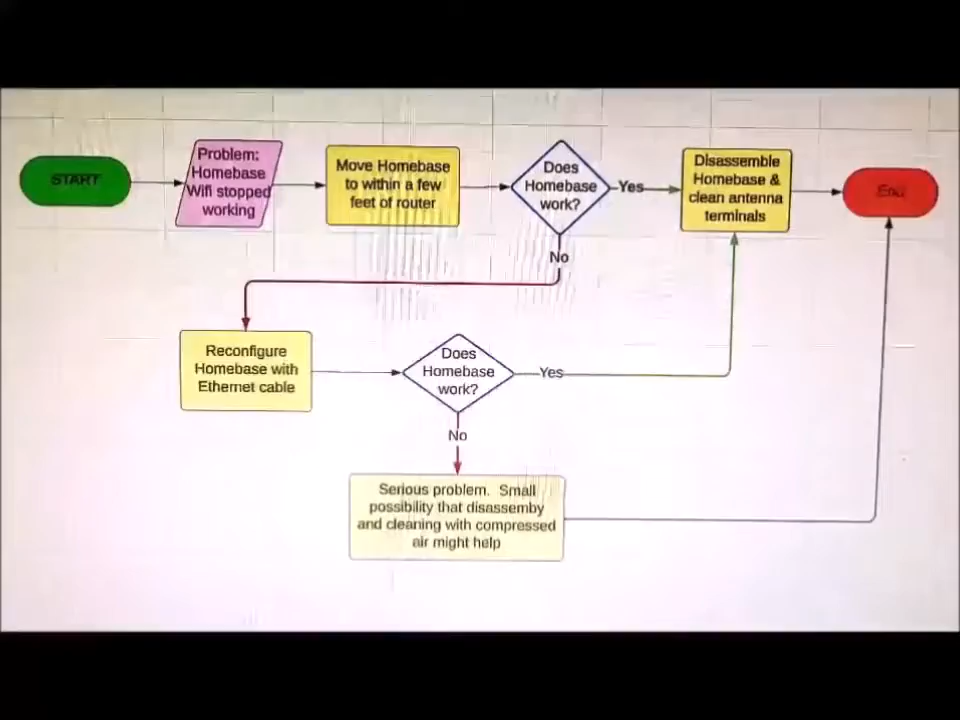 START
Problem:
Homebase
Wifi stopped
working
Move Homebase
to within a few
feet of router
Does
Homebase
work?
Yes
Disassemble
Homebase &
clean antenna
terminals
End
No
Reconfigure
Homebase with
Ethernet cable
Does
Homebase
work?
Yes
No
Serious problem. Small
possibility that disassemby
and cleaning with compressed
air might help